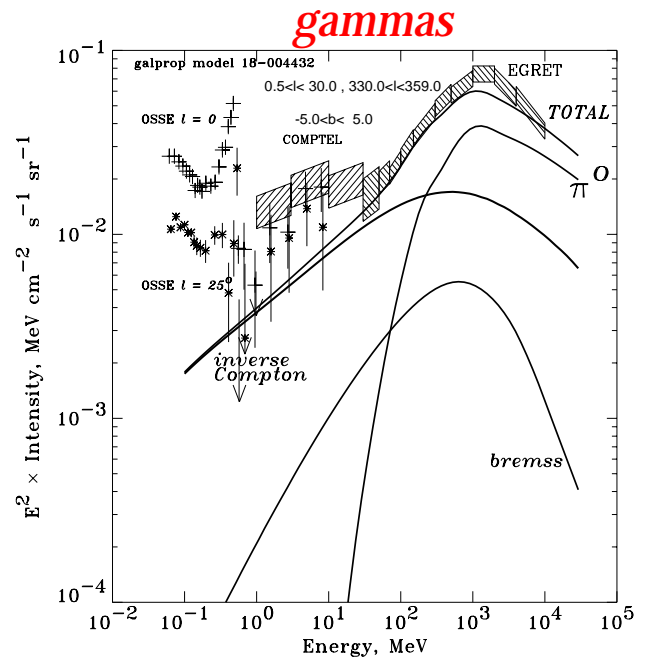 gammas
galprop model 18-004432
0.5<l< 30.0 , 330.0<l<359.0
-5.0<b< 5.0
EGRET
OSSE l = 0
COMPTEL
TOTAL
π O
OSSE l = 25°
inverse
Compton
bremss
E² × Intensity, MeV cm⁻² s⁻¹ sr⁻¹
10⁻¹
10⁻²
10⁻³
10⁻⁴
10⁻² 10⁻¹ 10⁰ 10¹ 10² 10³ 10⁴ 10⁵
Energy, MeV